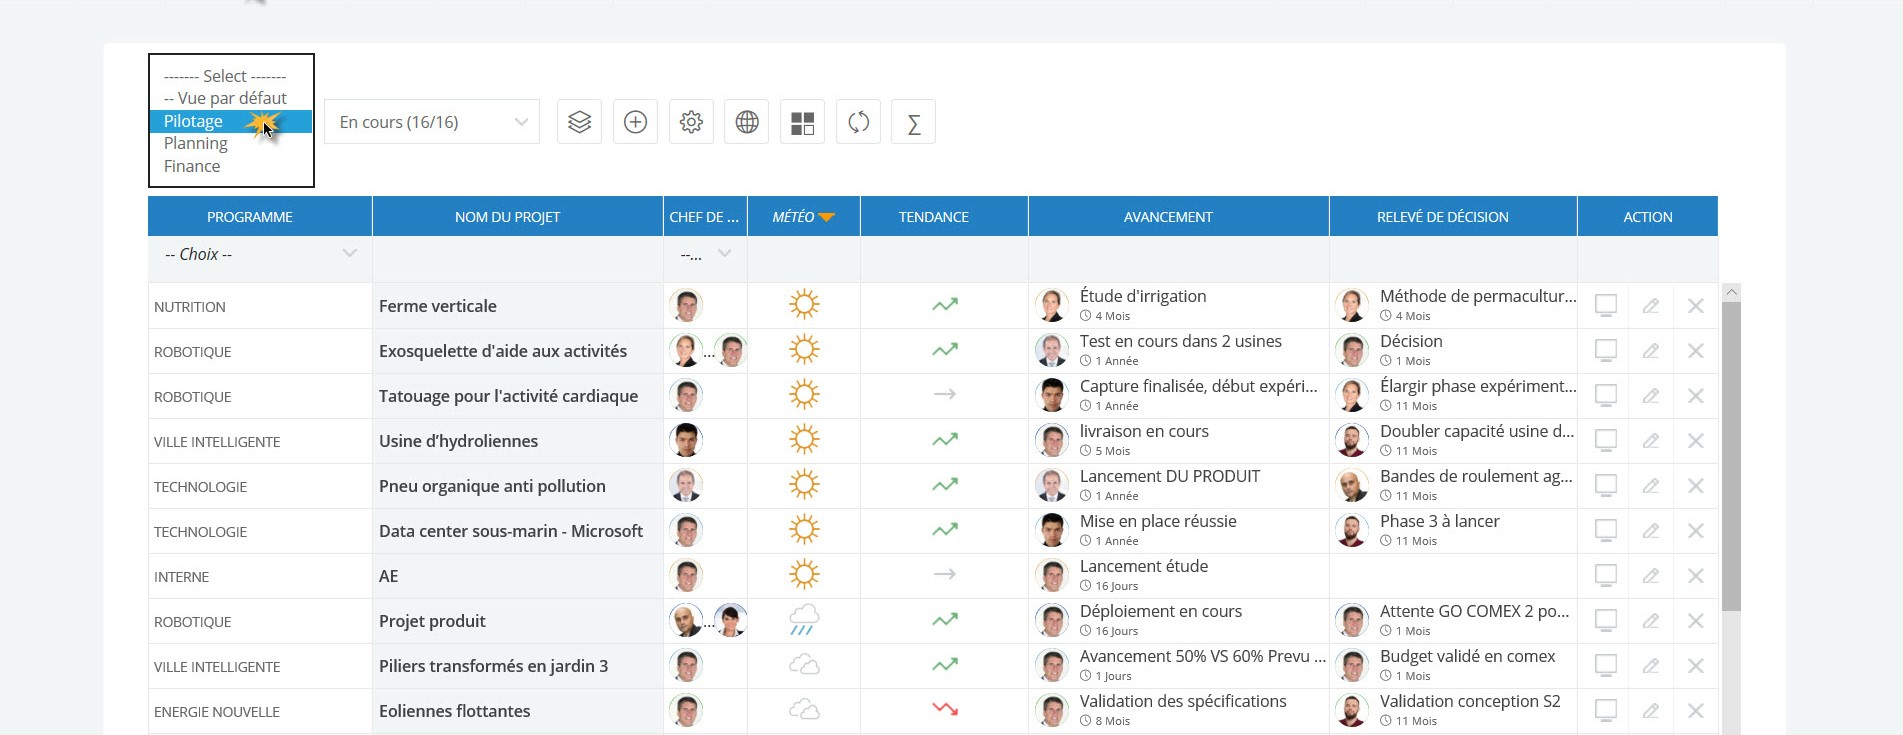 ------- Select -------
-- Vue par défaut
Pilotage
Planning
Finance
En cours (16/16)
PROGRAMME NOM DU PROJET CHEF DE ... MÉTÉO TENDANCE AVANCEMENT RELEVÉ DE DÉCISION ACTION
-- Choix -- --...
NUTRITION Ferme verticale Étude d'irrigation Méthode de permacultur...
4 Mois 4 Mois
ROBOTIQUE Exosquelette d'aide aux activités ... Test en cours dans 2 usines Décision
1 Année 1 Mois
ROBOTIQUE Tatouage pour l'activité cardiaque Capture finalisée, début expéri... Élargir phase expériment...
1 Année 11 Mois
VILLE INTELLIGENTE Usine d’hydroliennes livraison en cours Doubler capacité usine d...
5 Mois 11 Mois
TECHNOLOGIE Pneu organique anti pollution Lancement DU PRODUIT Bandes de roulement ag...
1 Année 11 Mois
TECHNOLOGIE Data center sous-marin - Microsoft Mise en place réussie Phase 3 à lancer
1 Année 11 Mois
INTERNE AE Lancement étude
16 Jours
ROBOTIQUE Projet produit ... Déploiement en cours Attente GO COMEX 2 po...
16 Jours 1 Mois
VILLE INTELLIGENTE Piliers transformés en jardin 3 Avancement 50% VS 60% Prevu ... Budget validé en comex
1 Jours 1 Mois
ENERGIE NOUVELLE Eoliennes flottantes Validation des spécifications Validation conception S2
8 Mois 11 Mois